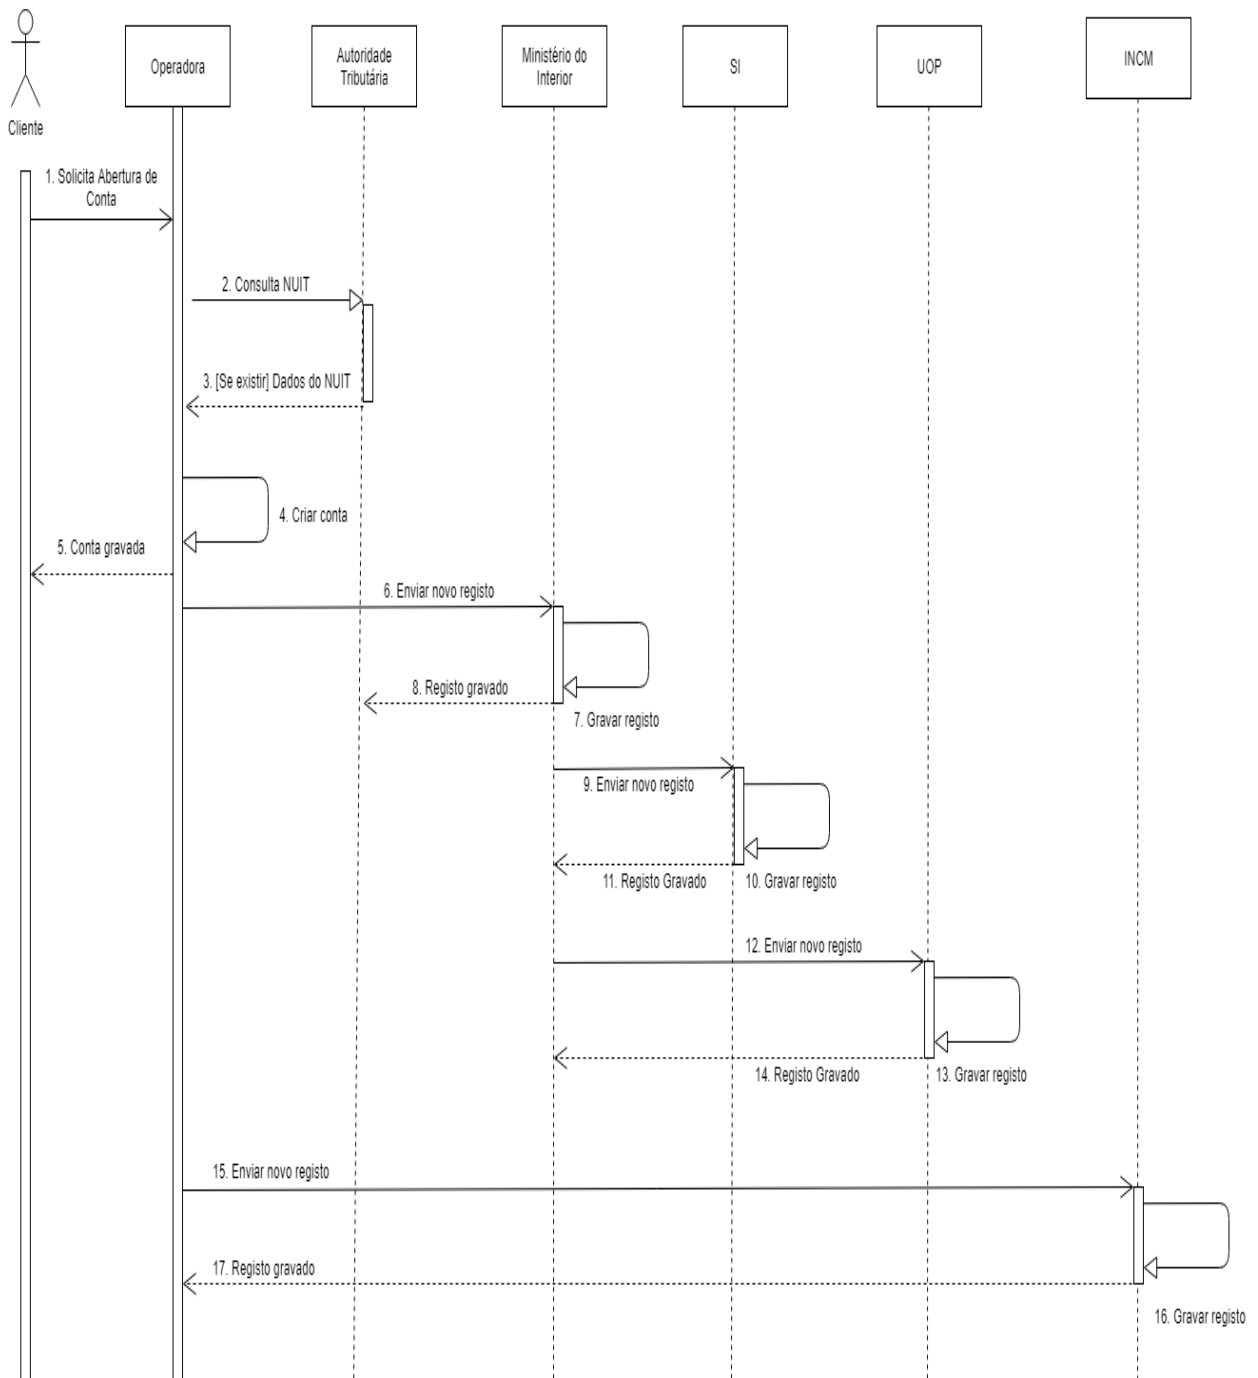 Operadora
Autoridade
Tributária
Ministério do
Interior
SI
UOP
INCM
Cliente
1. Solicita Abertura de
Conta
2. Consulta NUIT
3. [Se existir] Dados do NUIT
4. Criar conta
5. Conta gravada
6. Enviar novo registo
8. Registo gravado
7. Gravar registo
9. Enviar novo registo
11. Registo Gravado
10. Gravar registo
12. Enviar novo registo
14. Registo Gravado
13. Gravar registo
15. Enviar novo registo
17. Registo gravado
16. Gravar registo